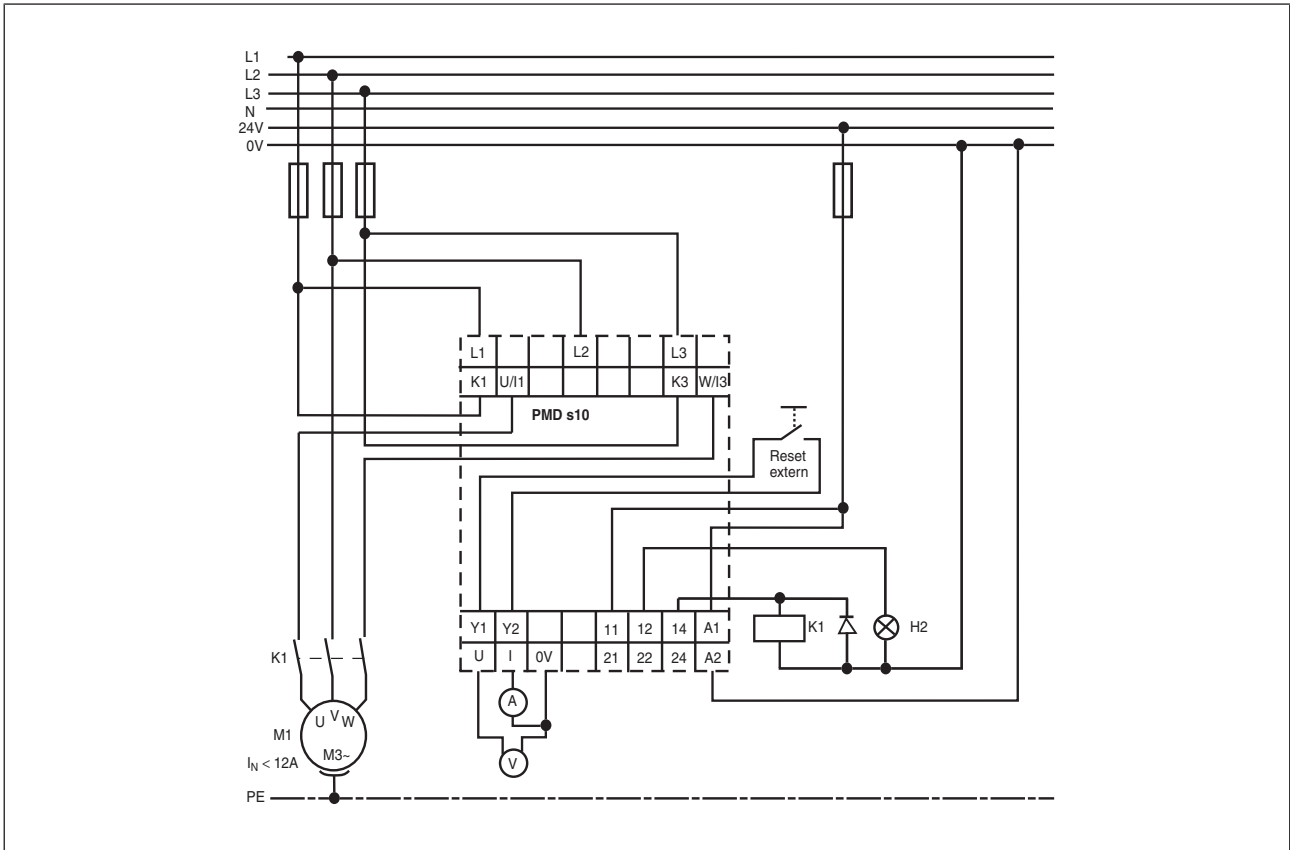 L1
L2
L3
N
24V
0V
L1 L2 L3
K1 U/I1 K3 W/I3
PMD s10
Reset
extern
Y1 Y2 11 12 14 A1
U I 0V 21 22 24 A2
K1
H2
A
V
K1
U V W
M1
M3~
IN < 12A
PE